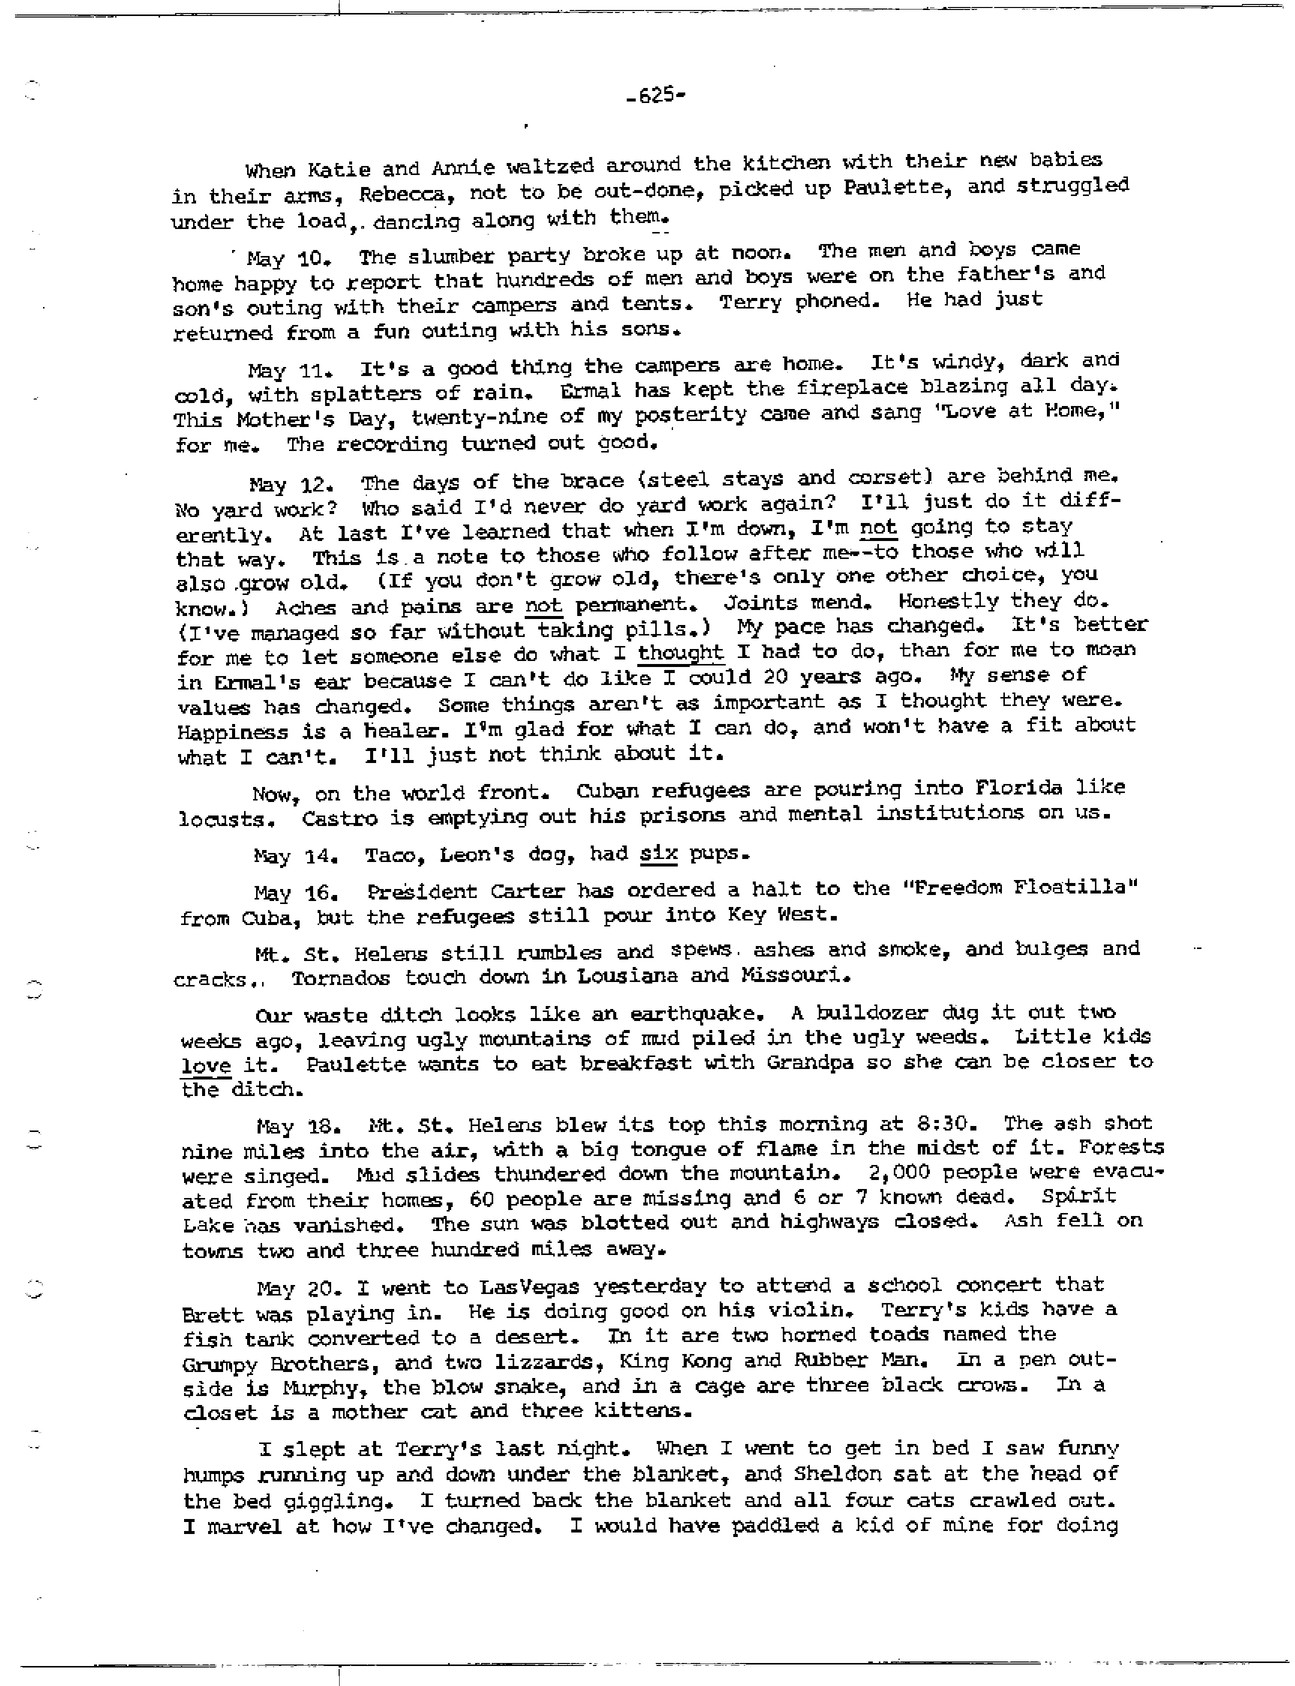 -625-
When Katie and Annie waltzed around the kitchen with their new babies
in their arms, Rebecca, not to be out-done, picked up Paulette, and struggled
under the load, dancing along with them.
May 10. The slumber party broke up at noon. The men and boys came
home happy to report that hundreds of men and boys were on the father's and
son's outing with their campers and tents. Terry phoned. He had just
returned from a fun outing with his sons.
May 11. It's a good thing the campers are home. It's windy, dark and
cold, with splatters of rain. Ermal has kept the fireplace blazing all day.
This Mother's Day, twenty-nine of my posterity came and sang "Love at Home,"
for me. The recording turned out good.
May 12. The days of the brace (steel stays and corset) are behind me.
No yard work? Who said I'd never do yard work again? I'll just do it diff-
erently. At last I've learned that when I'm down, I'm not going to stay
that way. This is a note to those who follow after me--to those who will
also grow old. (If you don't grow old, there's only one other choice, you
know.) Aches and pains are not permanent. Joints mend. Honestly they do.
(I've managed so far without taking pills.) My pace has changed. It's better
for me to let someone else do what I thought I had to do, than for me to moan
in Ermal's ear because I can't do like I could 20 years ago. My sense of
values has changed. Some things aren't as important as I thought they were.
Happiness is a healer. I'm glad for what I can do, and won't have a fit about
what I can't. I'll just not think about it.
Now, on the world front. Cuban refugees are pouring into Florida like
locusts. Castro is emptying out his prisons and mental institutions on us.
May 14. Taco, Leon's dog, had six pups.
May 16. President Carter has ordered a halt to the "Freedom Floatilla"
from Cuba, but the refugees still pour into Key West.
Mt. St. Helens still rumbles and spews ashes and smoke, and bulges and
cracks. Tornados touch down in Lousiana and Missouri.
Our waste ditch looks like an earthquake. A bulldozer dug it out two
weeks ago, leaving ugly mountains of mud piled in the ugly weeds. Little kids
love it. Paulette wants to eat breakfast with Grandpa so she can be closer to
the ditch.
May 18. Mt. St. Helens blew its top this morning at 8:30. The ash shot
nine miles into the air, with a big tongue of flame in the midst of it. Forests
were singed. Mud slides thundered down the mountain. 2,000 people were evacu-
ated from their homes, 60 people are missing and 6 or 7 known dead. Spirit
Lake has vanished. The sun was blotted out and highways closed. Ash fell on
towns two and three hundred miles away.
May 20. I went to LasVegas yesterday to attend a school concert that
Brett was playing in. He is doing good on his violin. Terry's kids have a
fish tank converted to a desert. In it are two horned toads named the
Grumpy Brothers, and two lizzards, King Kong and Rubber Man. In a pen out-
side is Murphy, the blow snake, and in a cage are three black crows. In a
closet is a mother cat and three kittens.
I slept at Terry's last night. When I went to get in bed I saw funny
humps running up and down under the blanket, and Sheldon sat at the head of
the bed giggling. I turned back the blanket and all four cats crawled out.
I marvel at how I've changed. I would have paddled a kid of mine for doing